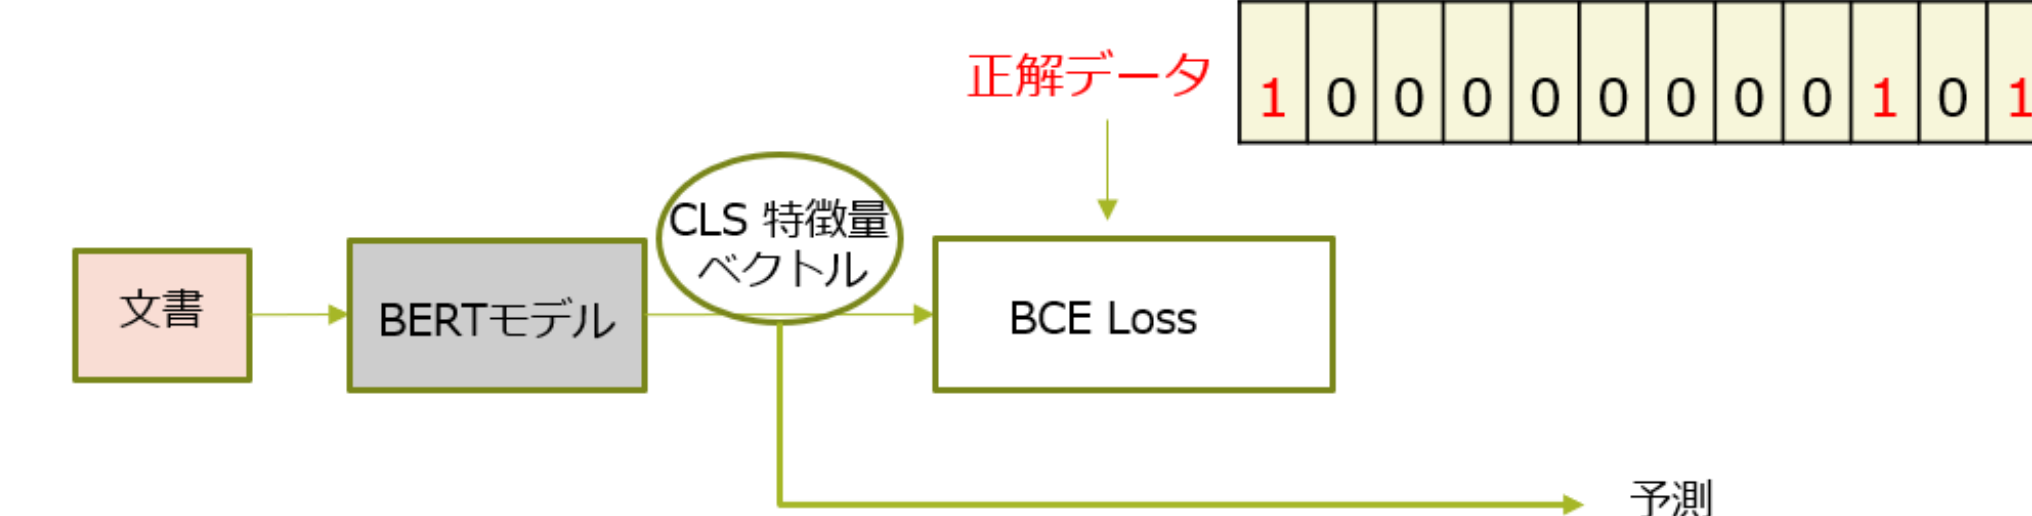 正解データ
1 0 0 0 0 0 0 0 0 1 0 1
CLS 特徴量
ベクトル
文書
BERTモデル
BCE Loss
予測